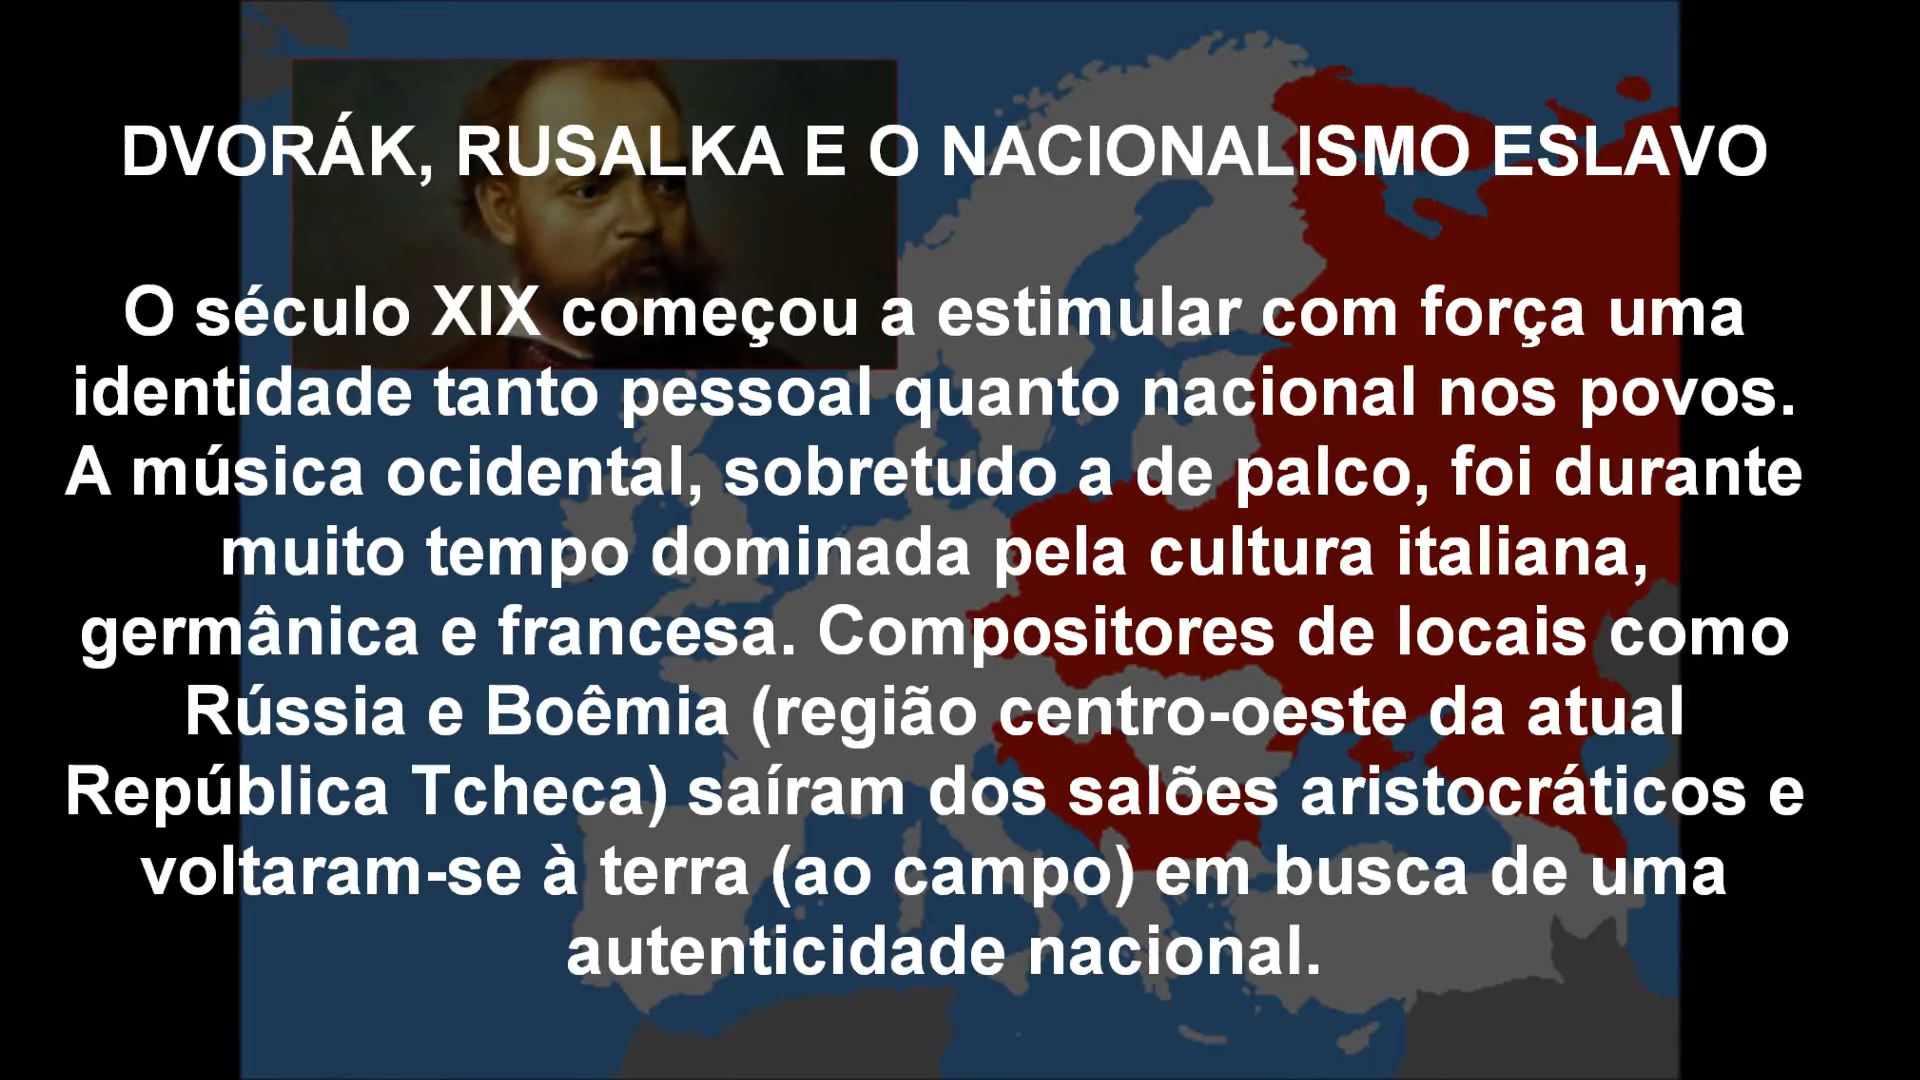 DVORÁK, RUSALKA E O NACIONALISMO ESLAVO
O século XIX começou a estimular com força uma
identidade tanto pessoal quanto nacional nos povos.
A música ocidental, sobretudo a de palco, foi durante
muito tempo dominada pela cultura italiana,
germânica e francesa. Compositores de locais como
Rússia e Boêmia (região centro-oeste da atual
República Tcheca) saíram dos salões aristocráticos e
voltaram-se à terra (ao campo) em busca de uma
autenticidade nacional.